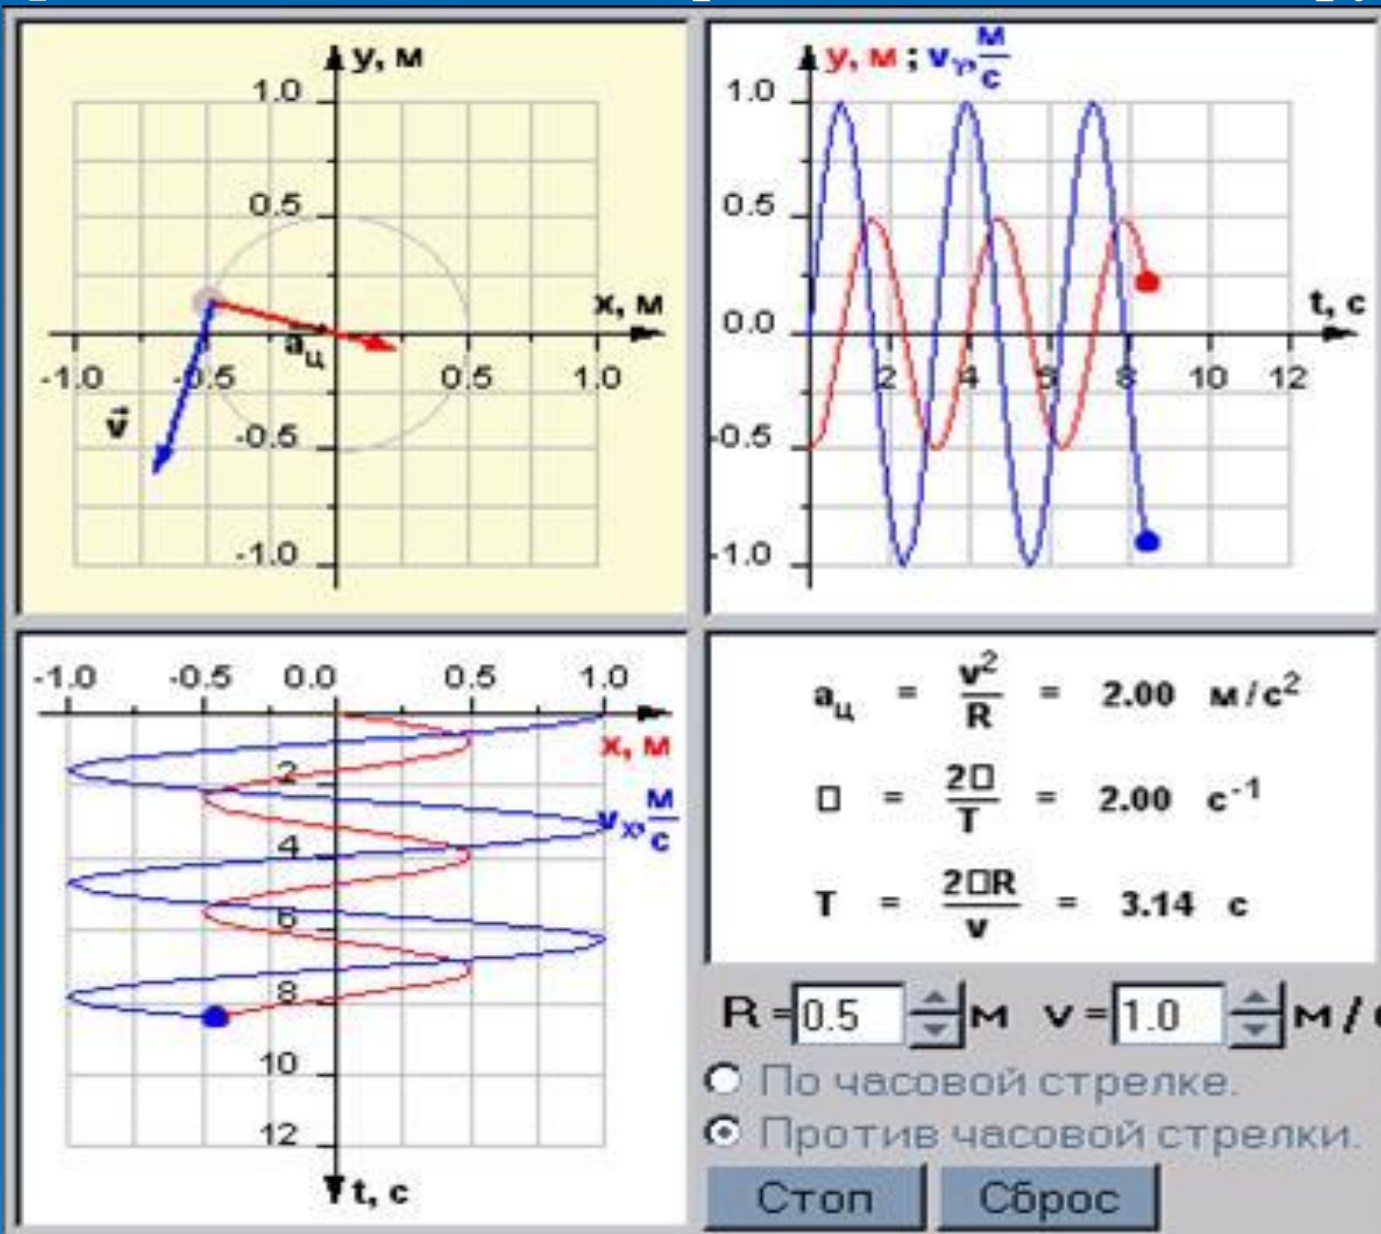 y, м
1.0
0.5
x, м
-1.0 -0.5 0.5 1.0
aц
v
-0.5
-1.0
y, м ; vY, м/с
1.0
0.5
0.0
t, с
2 4 6 8 10 12
-0.5
-1.0
-1.0 -0.5 0.0 0.5 1.0
x, м
2
vX, м/с
4
6
8
10
12
t, с
aц = v²/R = 2.00 м/с²
□ = 2□/T = 2.00 с⁻¹
T = 2□R/v = 3.14 с
R = 0.5 м v = 1.0 м/с
По часовой стрелке.
Против часовой стрелки.
Стоп Сброс